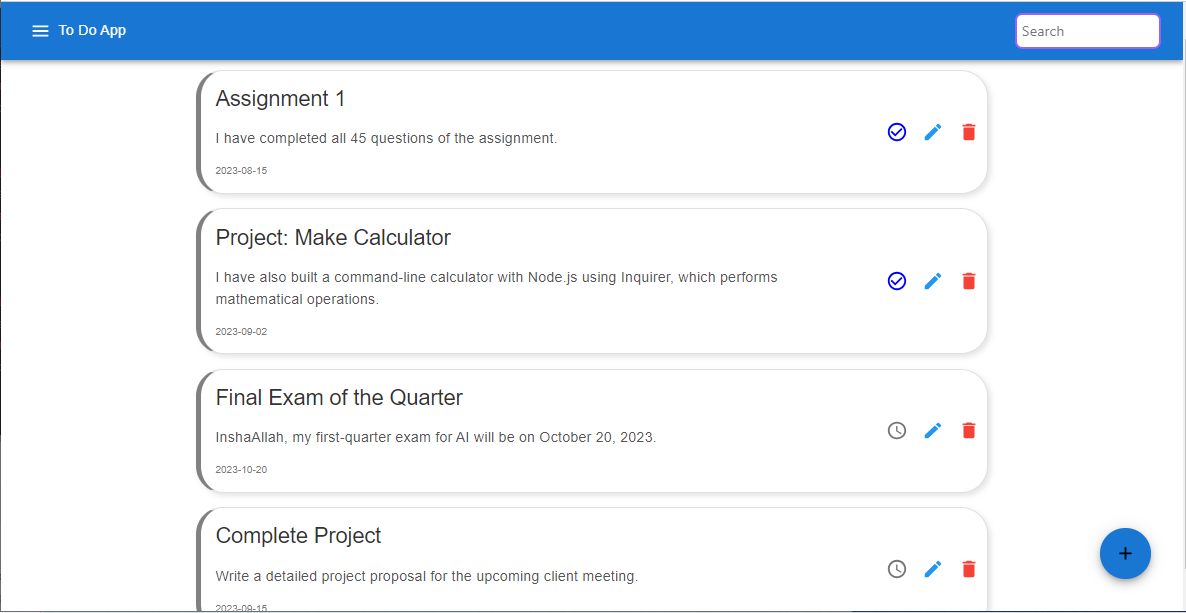 To Do App
Search
Assignment 1
I have completed all 45 questions of the assignment.
2023-08-15
Project: Make Calculator
I have also built a command-line calculator with Node.js using Inquirer, which performs
mathematical operations.
2023-09-02
Final Exam of the Quarter
InshaAllah, my first-quarter exam for AI will be on October 20, 2023.
2023-10-20
Complete Project
Write a detailed project proposal for the upcoming client meeting.
2023-09-15